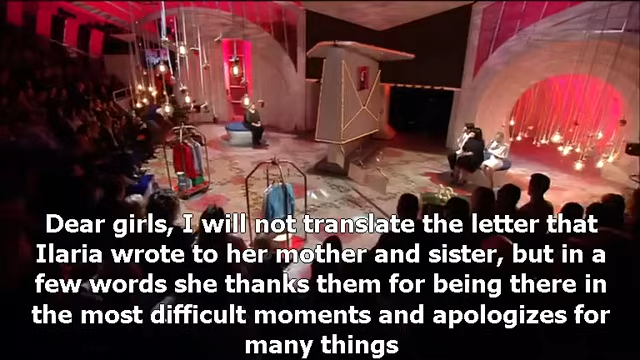 Dear girls, I will not translate the letter that
Ilaria wrote to her mother and sister, but in a
few words she thanks them for being there in
the most difficult moments and apologizes for
many things